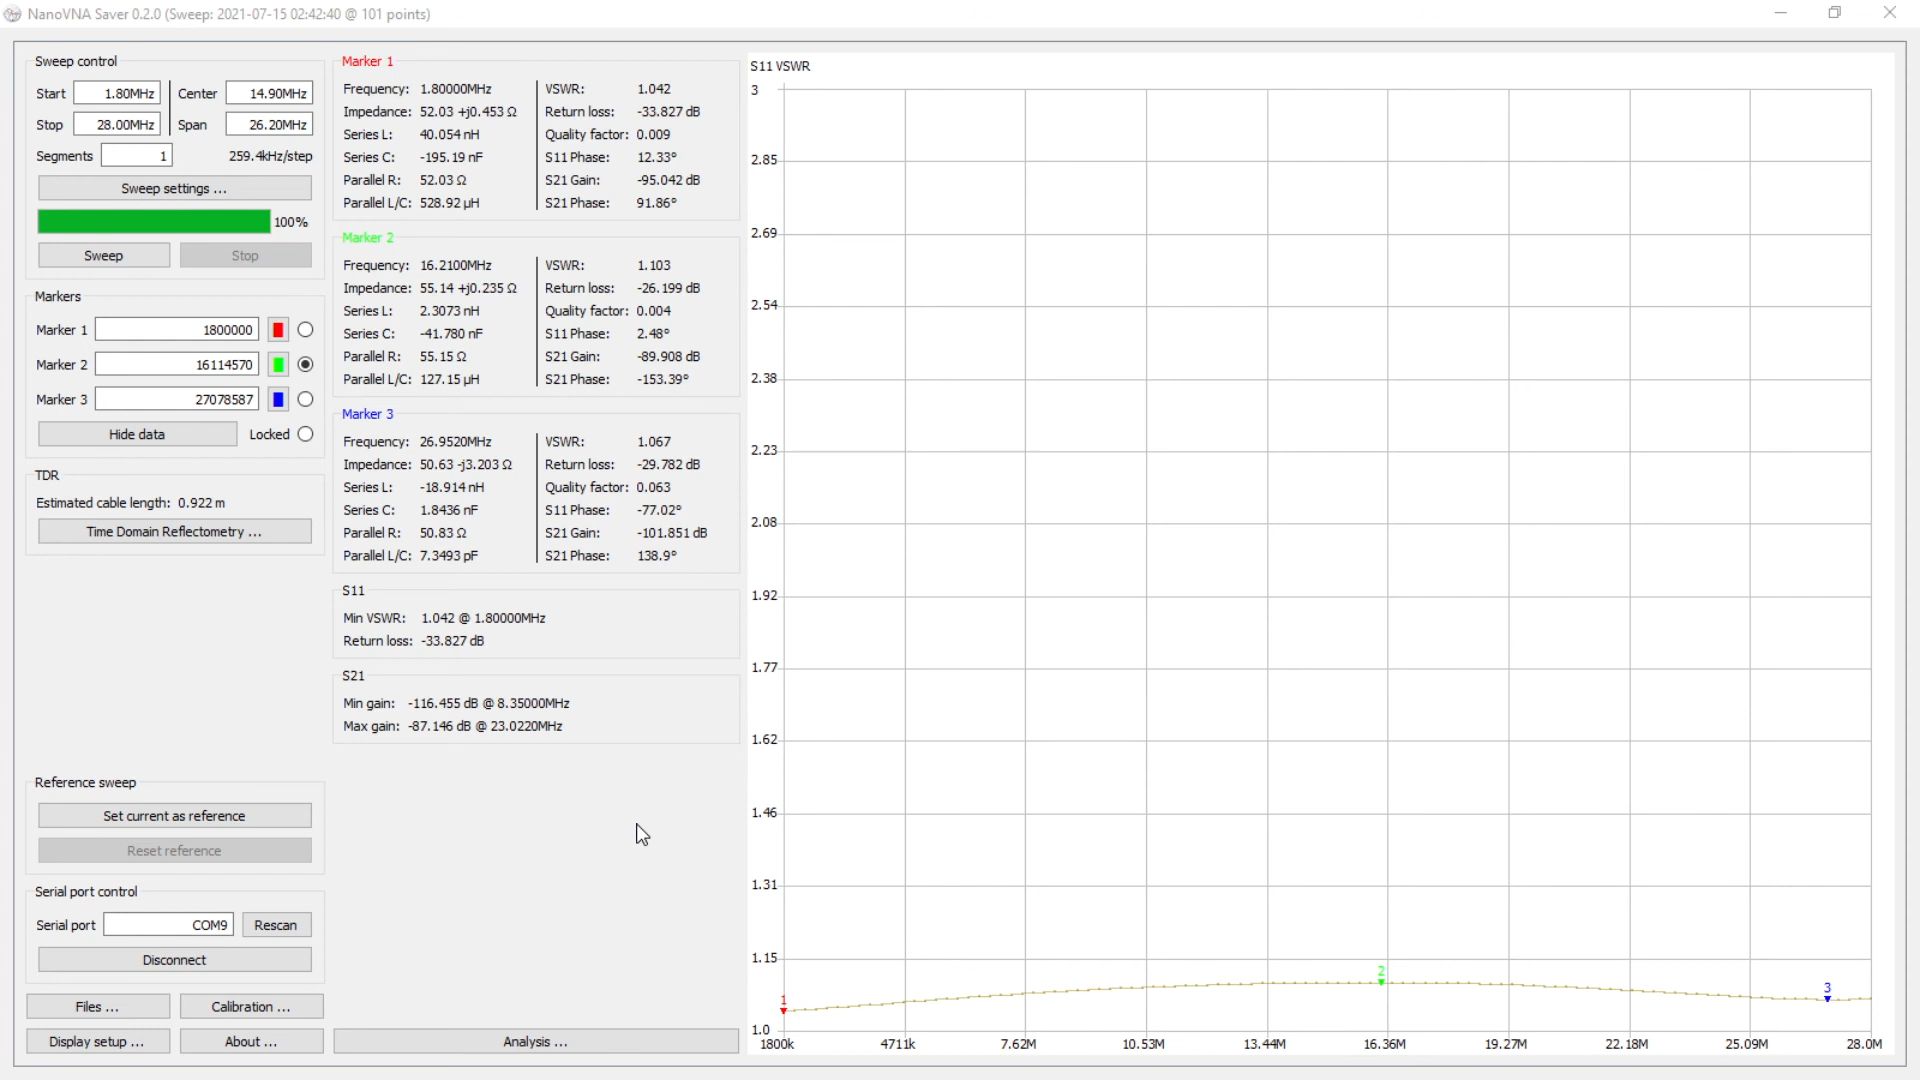 NanoVNA Saver 0.2.0 (Sweep: 2021-07-15 02:42:40 @ 101 points)
Sweep control
Start 1.80MHz Center 14.90MHz
Stop 28.00MHz Span 26.20MHz
Segments 1 259.4kHz/step
Sweep settings ...
100%
Sweep Stop
Markers
Marker 1 1800000
Marker 2 16114570
Marker 3 27078587
Hide data Locked
TDR
Estimated cable length: 0.922 m
Time Domain Reflectometry ...
Reference sweep
Set current as reference
Reset reference
Serial port control
Serial port COM9 Rescan
Disconnect
Files ... Calibration ...
Display setup ... About ...
Marker 1
Frequency: 1.80000MHz VSWR: 1.042
Impedance: 52.03 +j0.453 Ω Return loss: -33.827 dB
Series L: 40.054 nH Quality factor: 0.009
Series C: -195.19 nF S11 Phase: 12.33°
Parallel R: 52.03 Ω S21 Gain: -95.042 dB
Parallel L/C: 528.92 µH S21 Phase: 91.86°
Marker 2
Frequency: 16.2100MHz VSWR: 1.103
Impedance: 55.14 +j0.235 Ω Return loss: -26.199 dB
Series L: 2.3073 nH Quality factor: 0.004
Series C: -41.780 nF S11 Phase: 2.48°
Parallel R: 55.15 Ω S21 Gain: -89.908 dB
Parallel L/C: 127.15 µH S21 Phase: -153.39°
Marker 3
Frequency: 26.9520MHz VSWR: 1.067
Impedance: 50.63 -j3.203 Ω Return loss: -29.782 dB
Series L: -18.914 nH Quality factor: 0.063
Series C: 1.8436 nF S11 Phase: -77.02°
Parallel R: 50.83 Ω S21 Gain: -101.851 dB
Parallel L/C: 7.3493 pF S21 Phase: 138.9°
S11
Min VSWR: 1.042 @ 1.80000MHz
Return loss: -33.827 dB
S21
Min gain: -116.455 dB @ 8.35000MHz
Max gain: -87.146 dB @ 23.0220MHz
Analysis ...
S11 VSWR
3
2.85
2.69
2.54
2.38
2.23
2.08
1.92
1.77
1.62
1.46
1.31
1.15
1.0
1 2 3
1800k 4711k 7.62M 10.53M 13.44M 16.36M 19.27M 22.18M 25.09M 28.0M